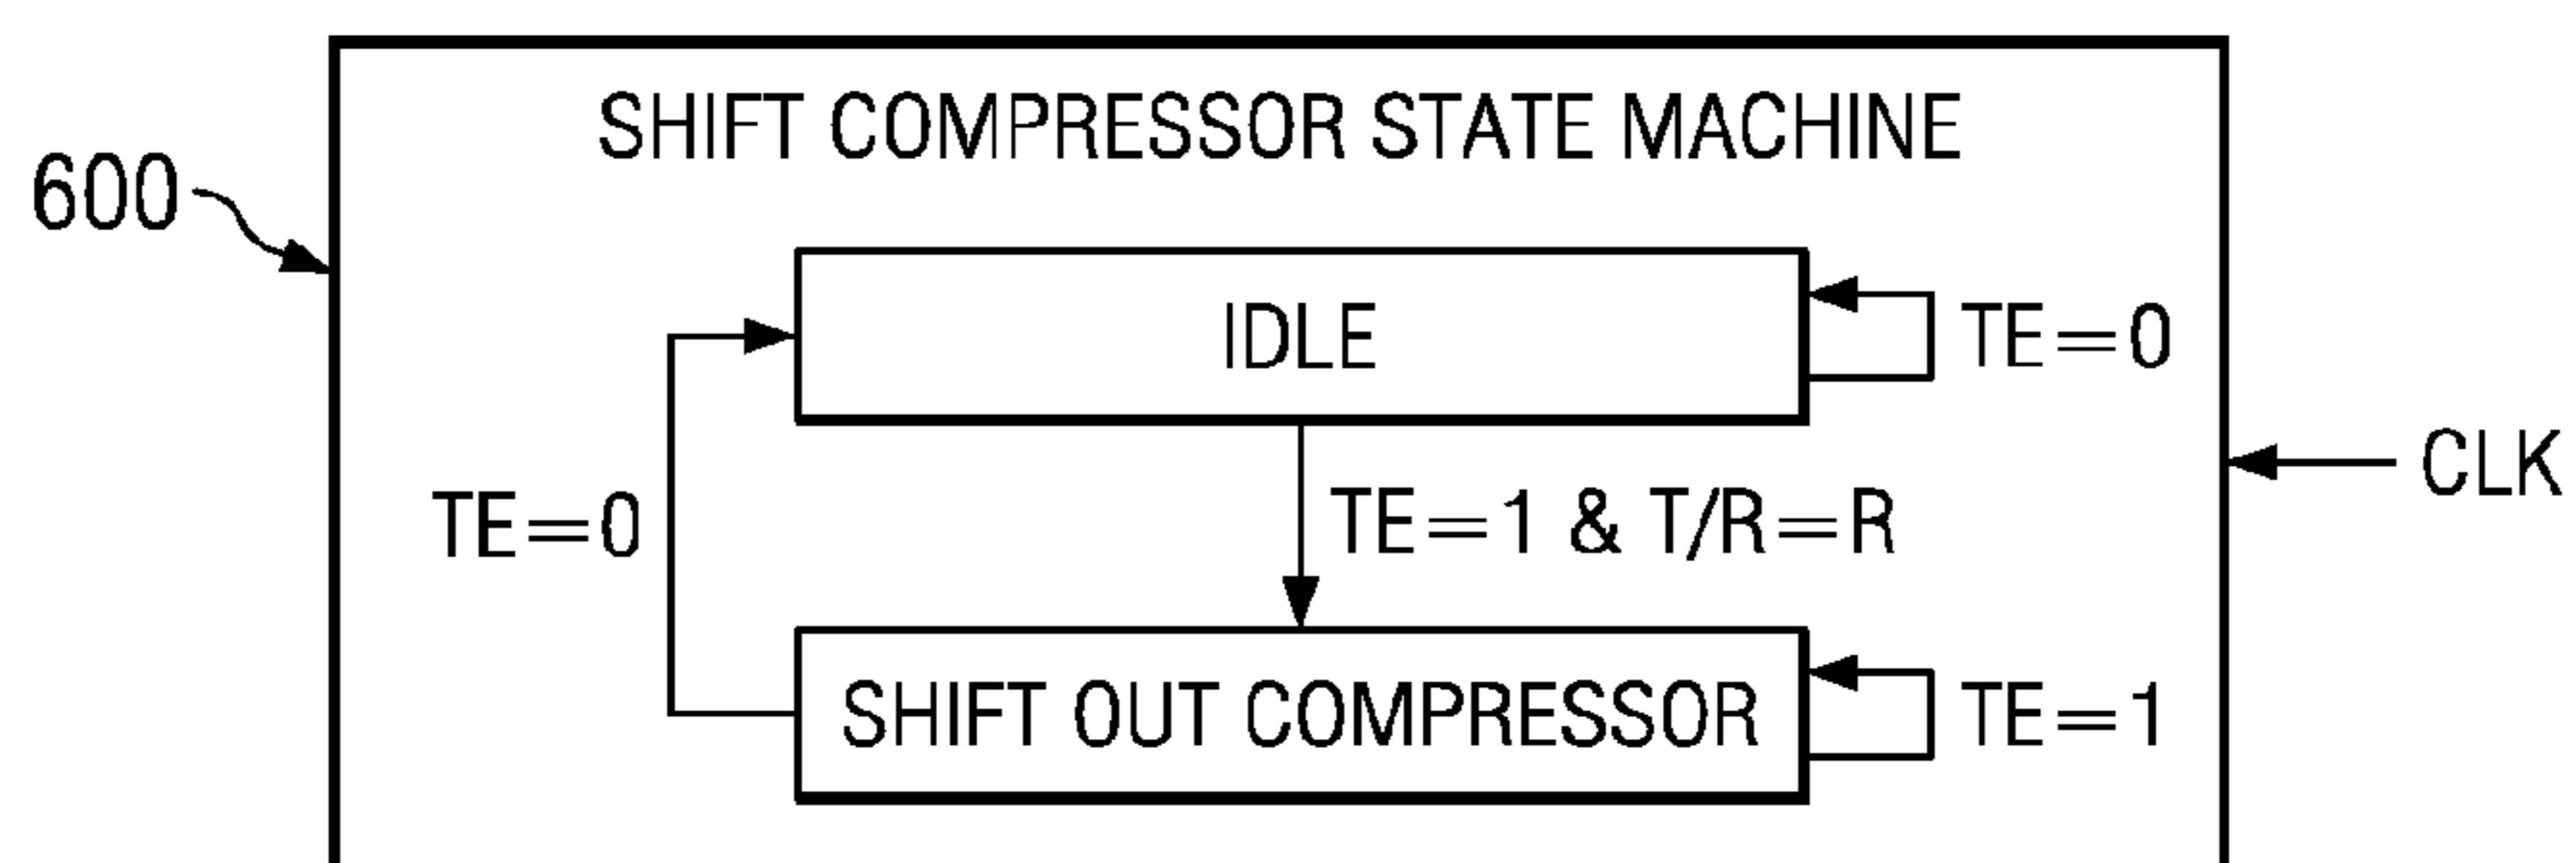 SHIFT COMPRESSOR STATE MACHINE
600
IDLE
TE=0
CLK
TE=0
TE=1 & T/R=R
SHIFT OUT COMPRESSOR
TE=1